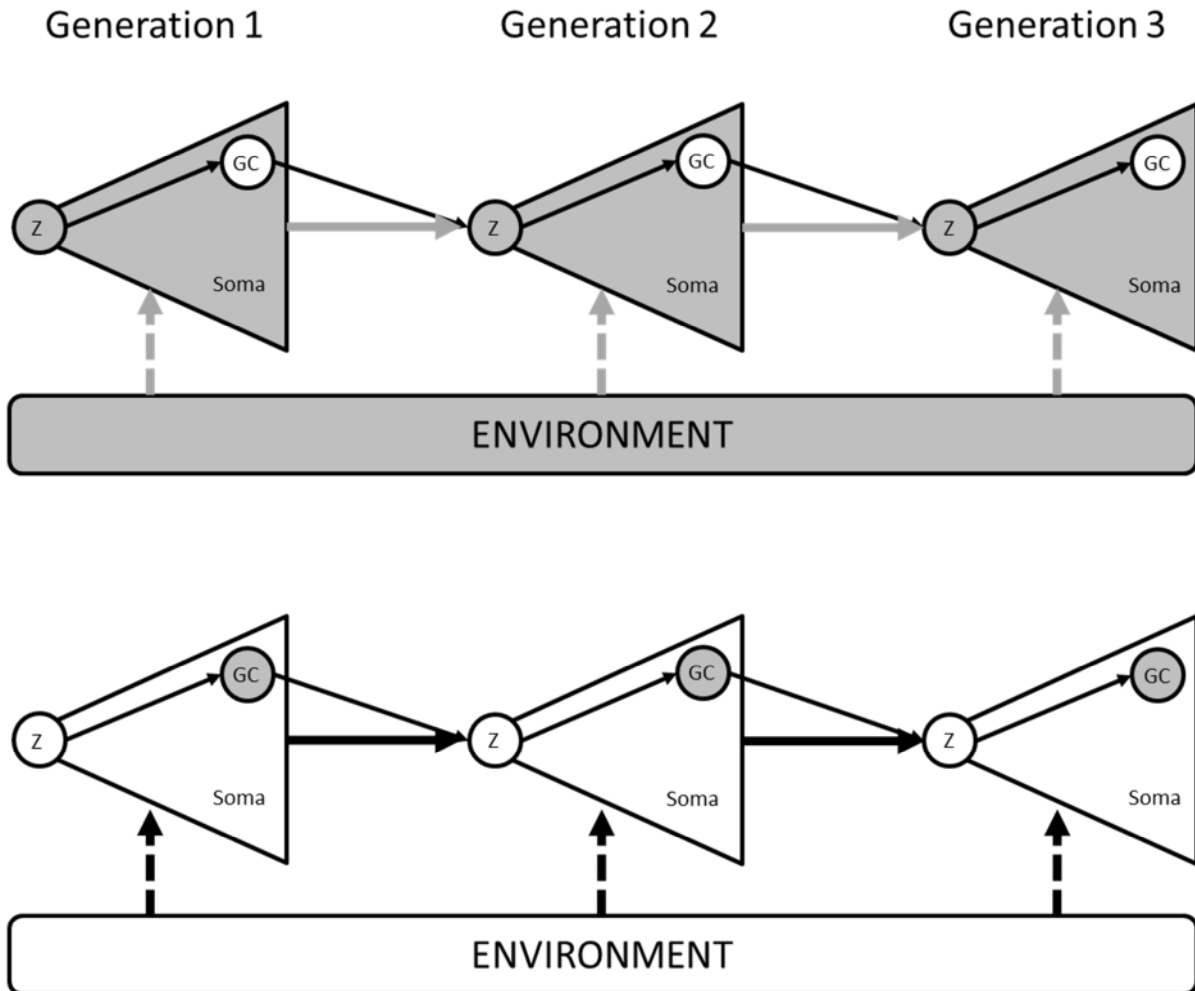 Generation 1 Generation 2 Generation 3
GC GC GC
Z Z Z
Soma Soma Soma
ENVIRONMENT
GC GC GC
Z Z Z
Soma Soma Soma
ENVIRONMENT